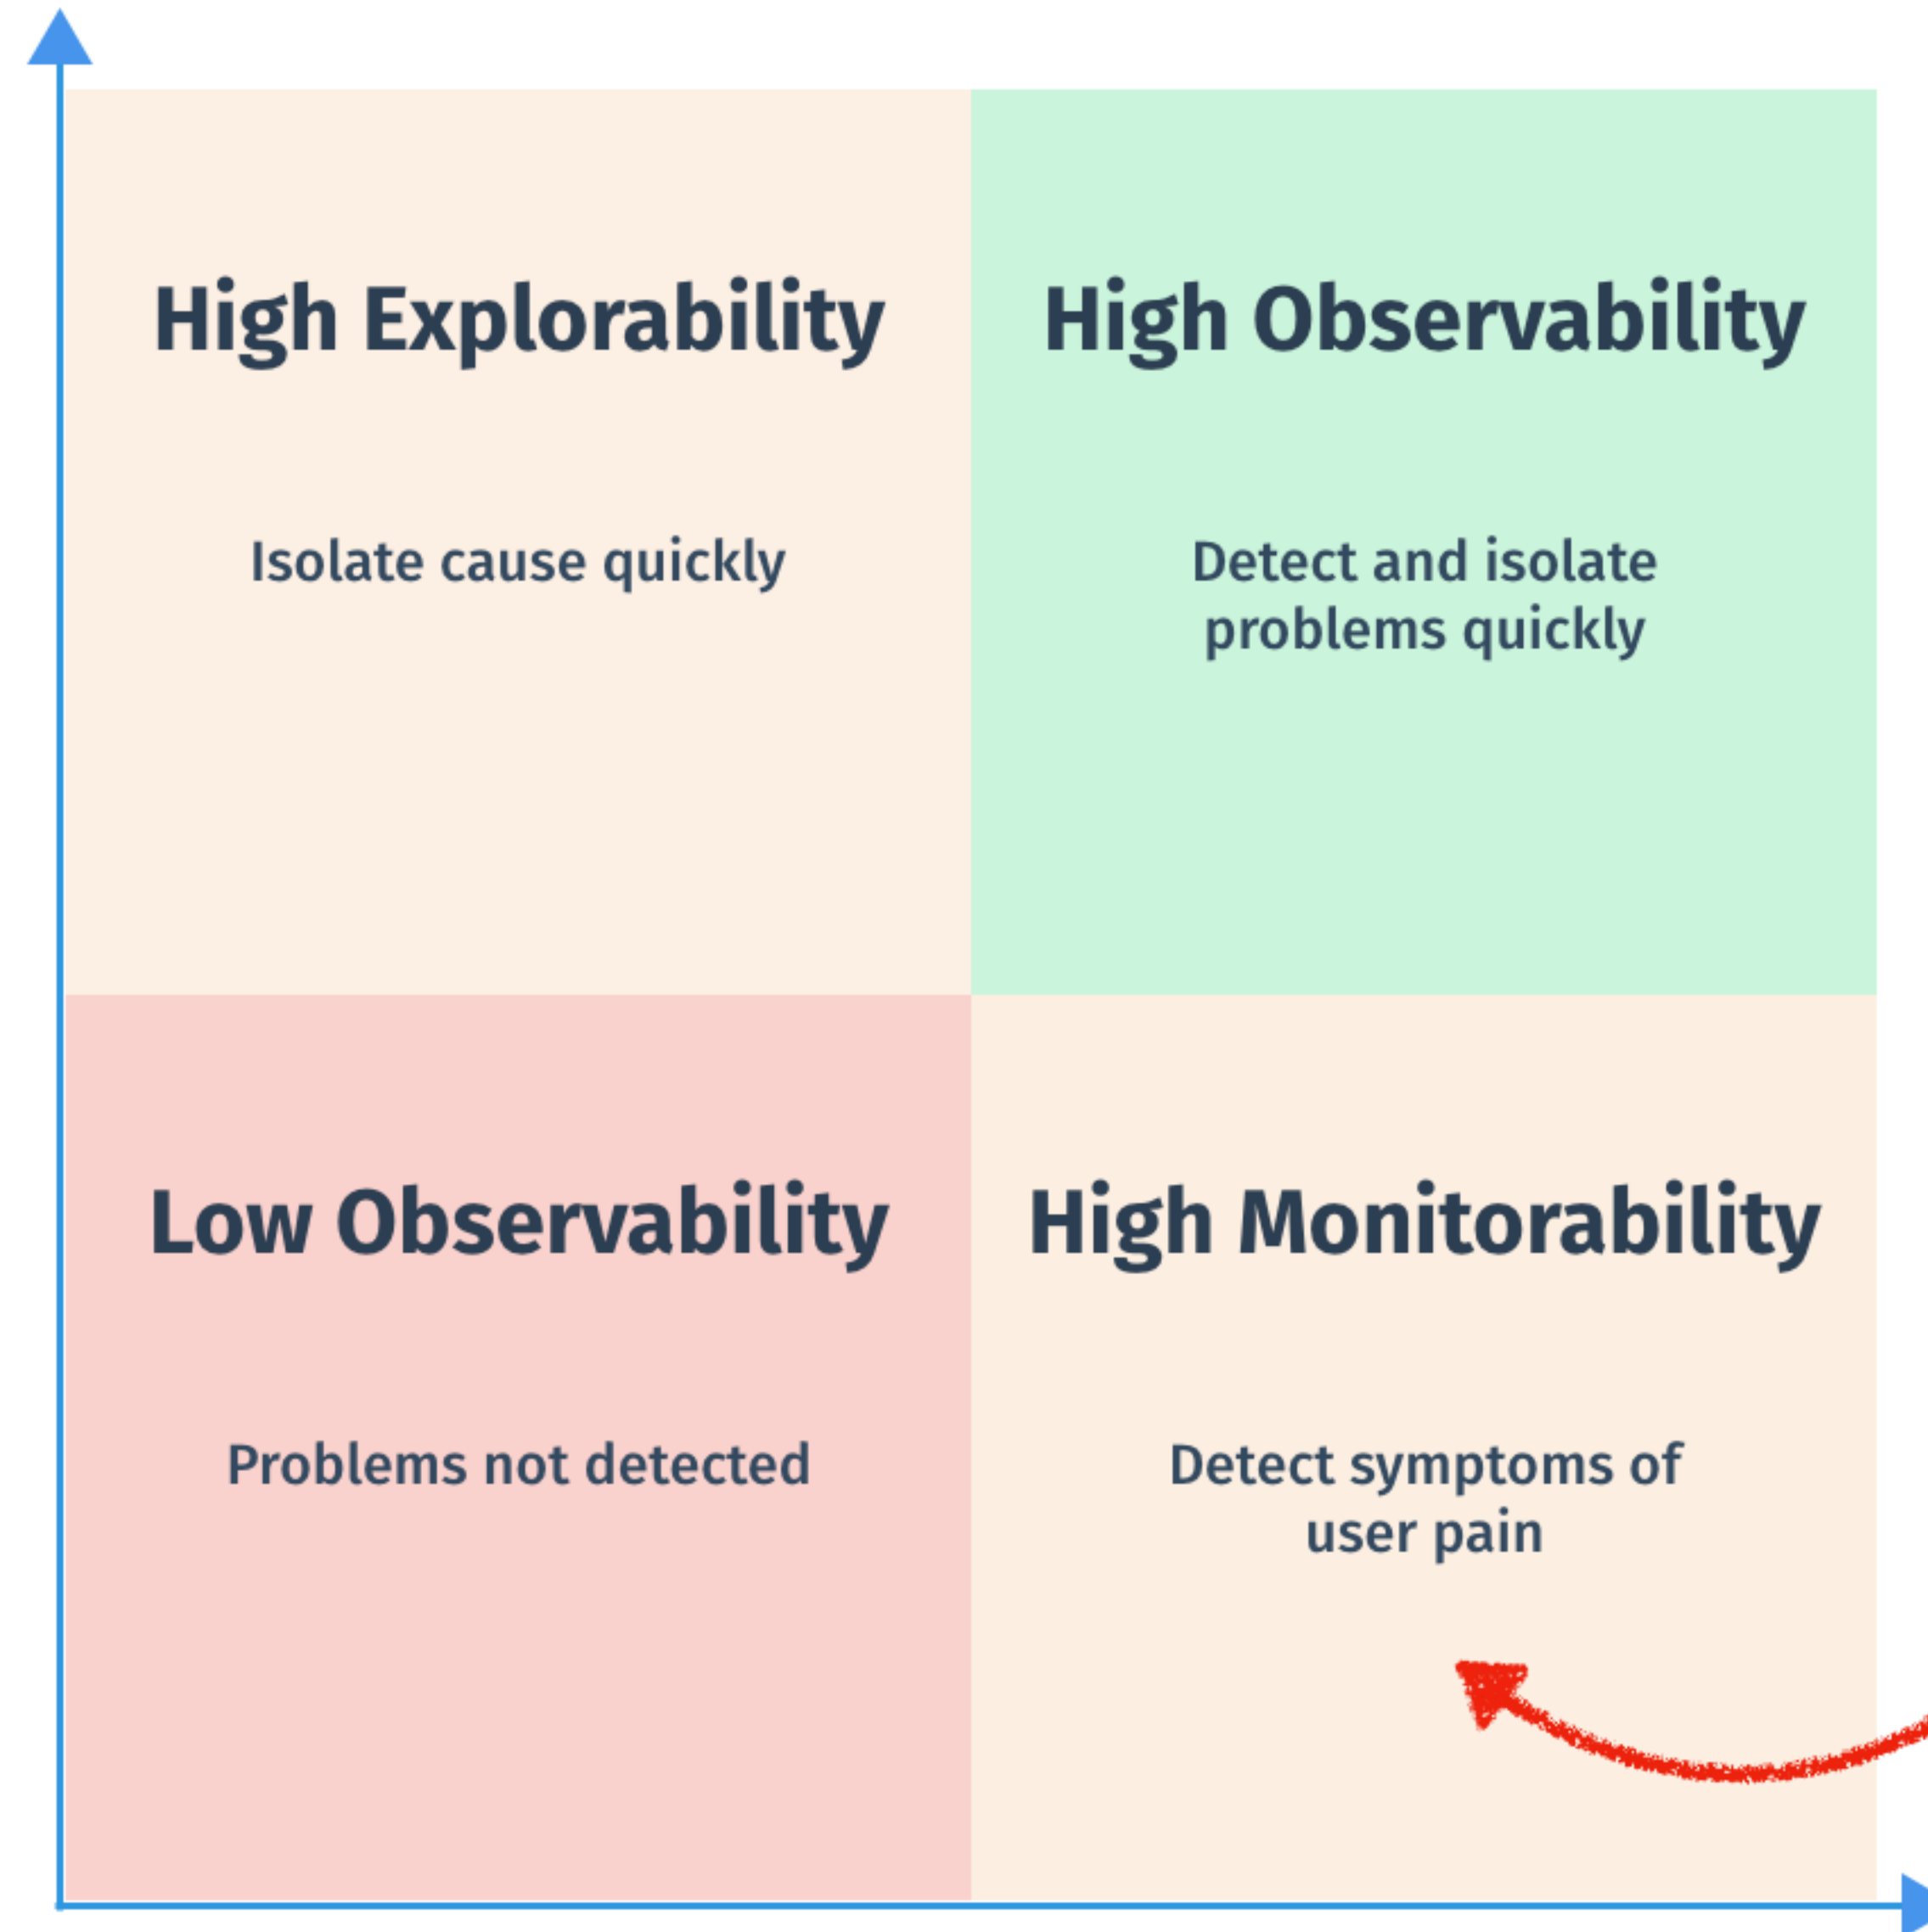 High Explorability
Isolate cause quickly
High Observability
Detect and isolate
problems quickly
Low Observability
Problems not detected
High Monitorability
Detect symptoms of
user pain